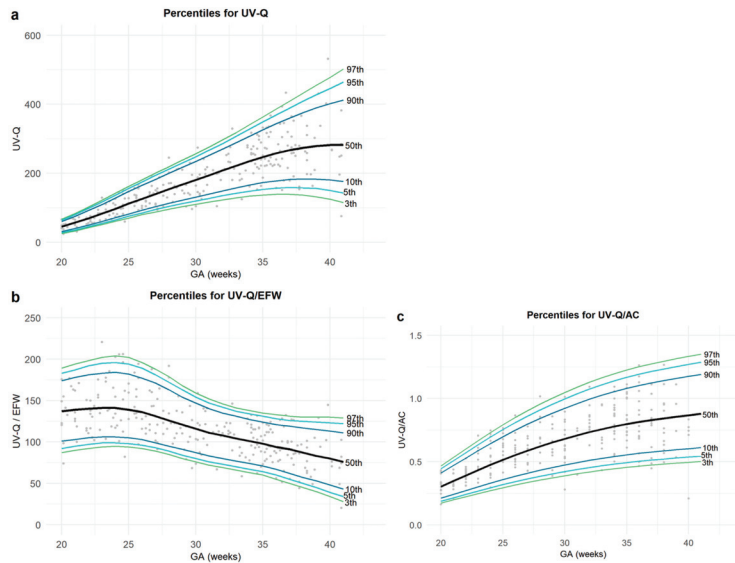 a
Percentiles for UV-Q
600
400
200
0
UV-Q
97th
95th
90th
50th
10th
5th
3th
20 25 30 35 40
GA (weeks)
b
Percentiles for UV-Q/EFW
250
200
150
100
50
0
UV-Q / EFW
97th
95th
90th
50th
10th
5th
3th
20 25 30 35 40
GA (weeks)
c
Percentiles for UV-Q/AC
1.5
1.0
0.5
0.0
UV-Q/AC
97th
95th
90th
50th
10th
5th
3th
20 25 30 35 40
GA (weeks)